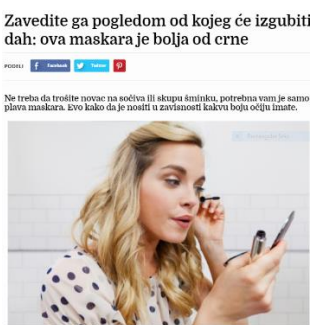 Zavedite ga pogledom od kojeg će izgubiti
dah: ova maskara je bolja od crne
PODELI
Facebook
Twitter
Ne treba da trošite novac na sočiva ili skupu šminku, potrebna vam je samo
plava maskara. Evo kako da je nositi u zavisnosti kakvu boju očiju imate.